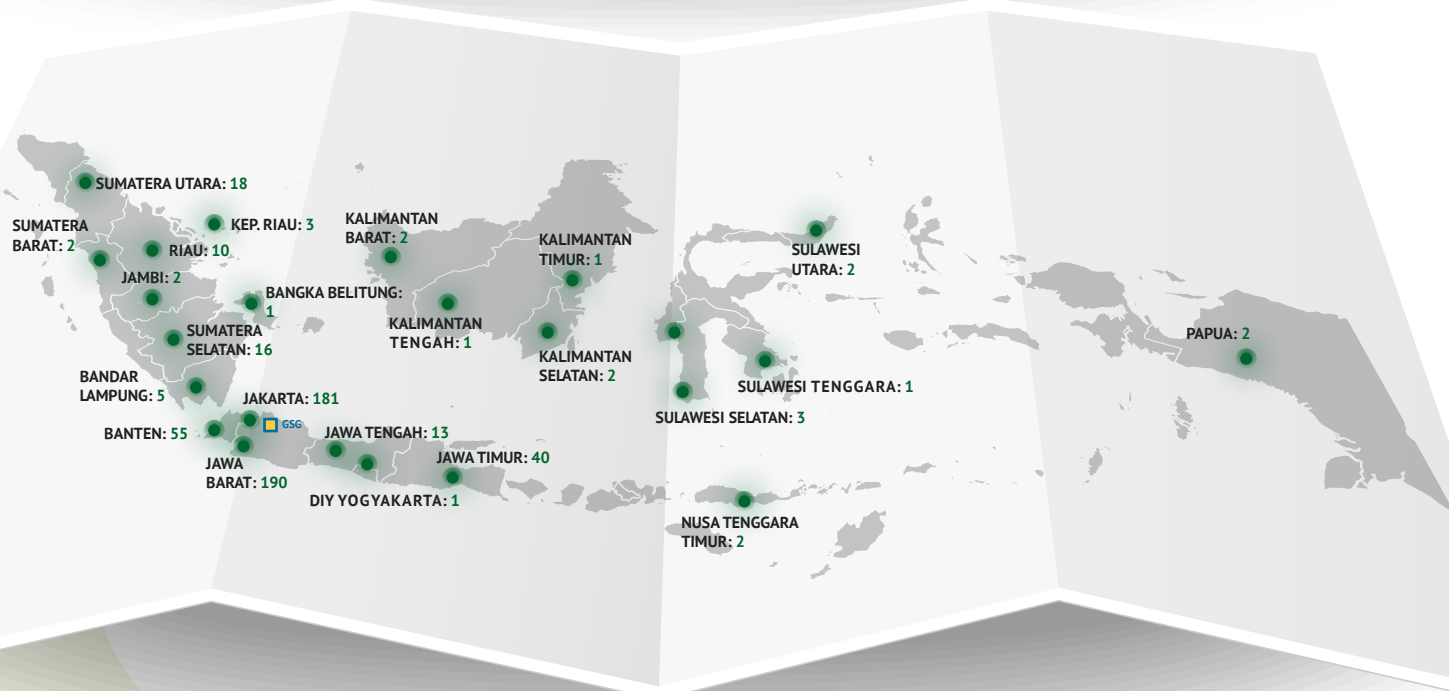 SUMATERA UTARA: 18
SUMATERA
BARAT: 2
KEP. RIAU: 3
RIAU: 10
JAMBI: 2
BANGKA BELITUNG:
1
SUMATERA
SELATAN: 16
BANDAR
LAMPUNG: 5
JAKARTA: 181
GSG
BANTEN: 55
JAWA
BARAT: 190
JAWA TENGAH: 13
DIY YOGYAKARTA: 1
JAWA TIMUR: 40
KALIMANTAN
BARAT: 2
KALIMANTAN
TENGAH: 1
KALIMANTAN
TIMUR: 1
KALIMANTAN
SELATAN: 2
SULAWESI
UTARA: 2
SULAWESI TENGGARA: 1
SULAWESI SELATAN: 3
NUSA TENGGARA
TIMUR: 2
PAPUA: 2